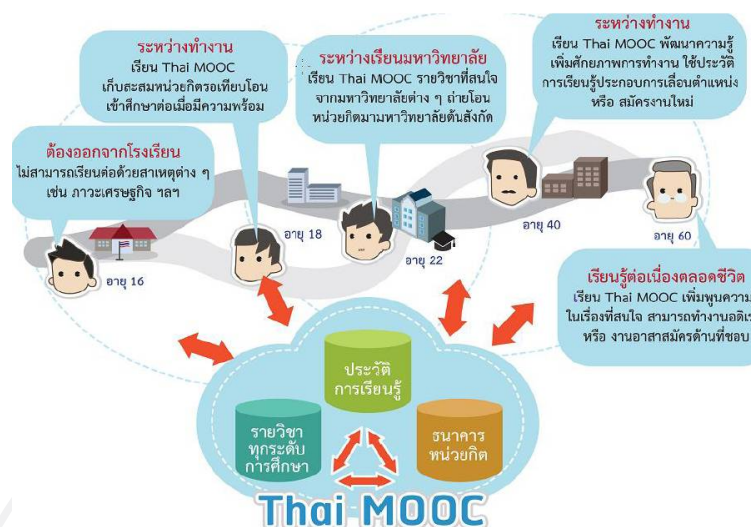 ระหว่างทำงาน
เรียน Thai MOOC
เก็บสะสมหน่วยกิตรอเทียบโอน
เข้าศึกษาต่อเมื่อมีความพร้อม
ระหว่างเรียนมหาวิทยาลัย
เรียน Thai MOOC รายวิชาที่สนใจ
จากมหาวิทยาลัยต่าง ๆ ถ่ายโอน
หน่วยกิตมามหาวิทยาลัยต้นสังกัด
ระหว่างทำงาน
เรียน Thai MOOC พัฒนาความรู้
เพิ่มศักยภาพการทำงาน ใช้ประวัติ
การเรียนรู้ประกอบการเลื่อนตำแหน่ง
หรือ สมัครงานใหม่
ต้องออกจากโรงเรียน
ไม่สามารถเรียนต่อด้วยสาเหตุต่าง ๆ
เช่น ภาวะเศรษฐกิจ ฯลฯ
อายุ 16
อายุ 18
อายุ 22
อายุ 40
อายุ 60
เรียนรู้ต่อเนื่องตลอดชีวิต
เรียน Thai MOOC เพิ่มพูนความ
ในเรื่องที่สนใจ สามารถทำงานอดิเร
หรือ งานอาสาสมัครด้านที่ชอบ
ประวัติ
การเรียนรู้
รายวิชา
ทุกระดับ
การศึกษา
ธนาคาร
หน่วยกิต
Thai MOOC